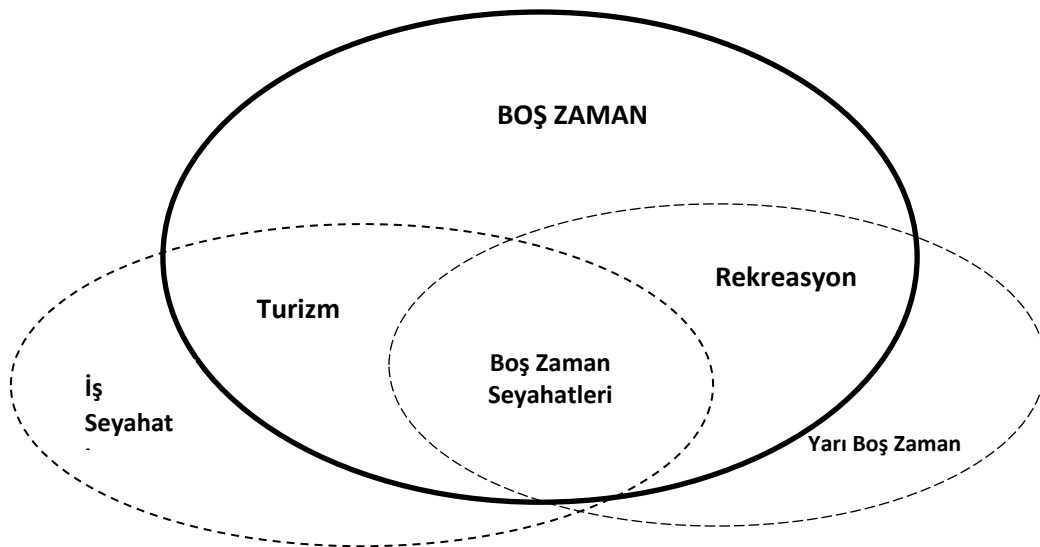 BOŞ ZAMAN
Rekreasyon
Turizm
Boş Zaman
Seyahatleri
İş
Seyahat
Yarı Boş Zaman